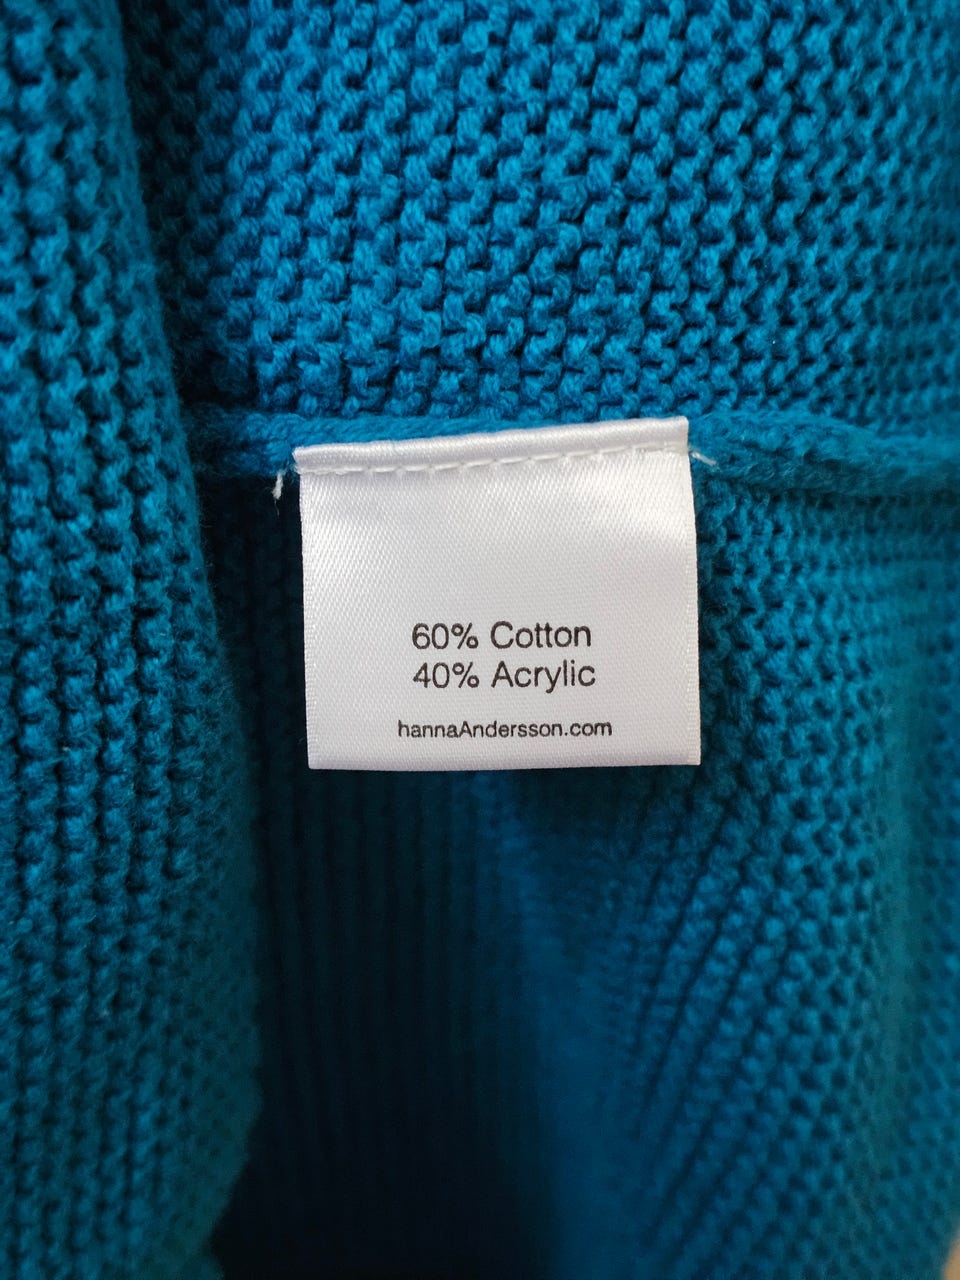 60% Cotton
40% Acrylic
hannaAndersson.com